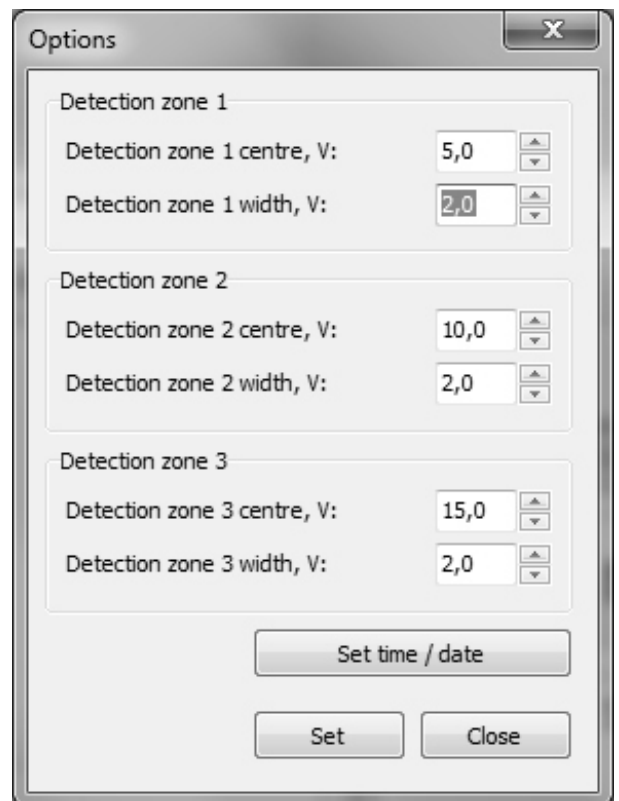 Options
X
Detection zone 1
Detection zone 1 centre, V: 5,0
Detection zone 1 width, V: 2,0
Detection zone 2
Detection zone 2 centre, V: 10,0
Detection zone 2 width, V: 2,0
Detection zone 3
Detection zone 3 centre, V: 15,0
Detection zone 3 width, V: 2,0
Set time / date
Set Close